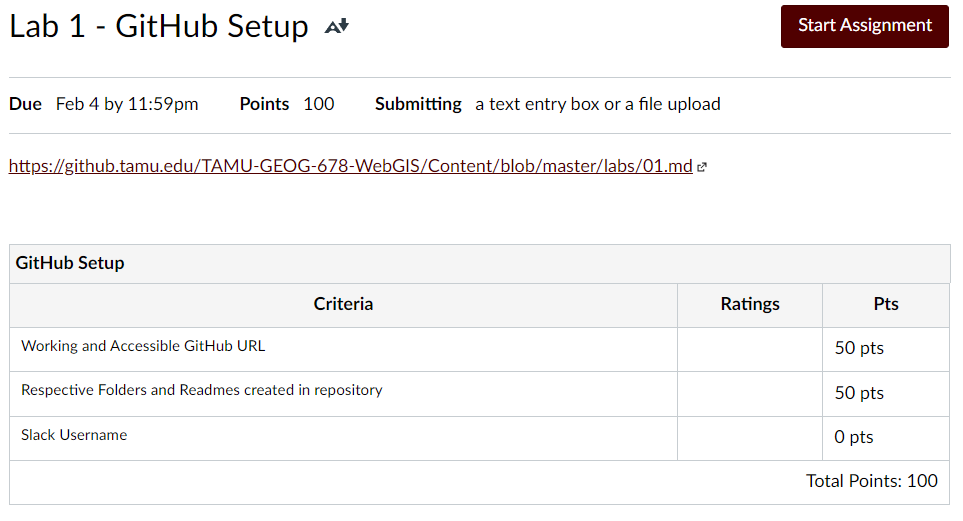 Lab 1 - GitHub Setup
Start Assignment
Due Feb 4 by 11:59pm Points 100 Submitting a text entry box or a file upload
https://github.tamu.edu/TAMU-GEOG-678-WebGIS/Content/blob/master/labs/01.md
GitHub Setup
Criteria Ratings Pts
Working and Accessible GitHub URL 50 pts
Respective Folders and Readmes created in repository 50 pts
Slack Username 0 pts
Total Points: 100